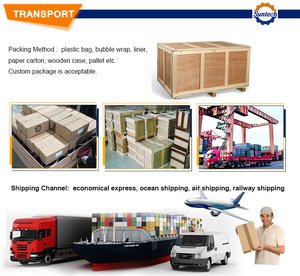 TRANSPORT
Suntech
Packing Method : plastic bag, bubble wrap, liner,
paper carton, wooden case, pallet etc.
Custom package is acceptable.
Shipping Channel: economical express, ocean shipping, air shipping, railway shipping